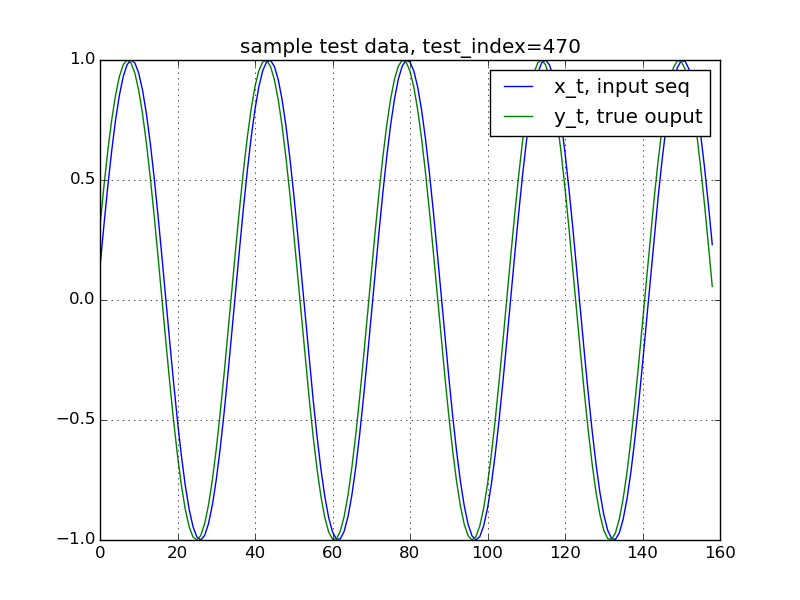 sample test data, test_index=470
x_t, input seq
y_t, true ouput
1.0
0.5
0.0
−0.5
−1.0
0 20 40 60 80 100 120 140 160